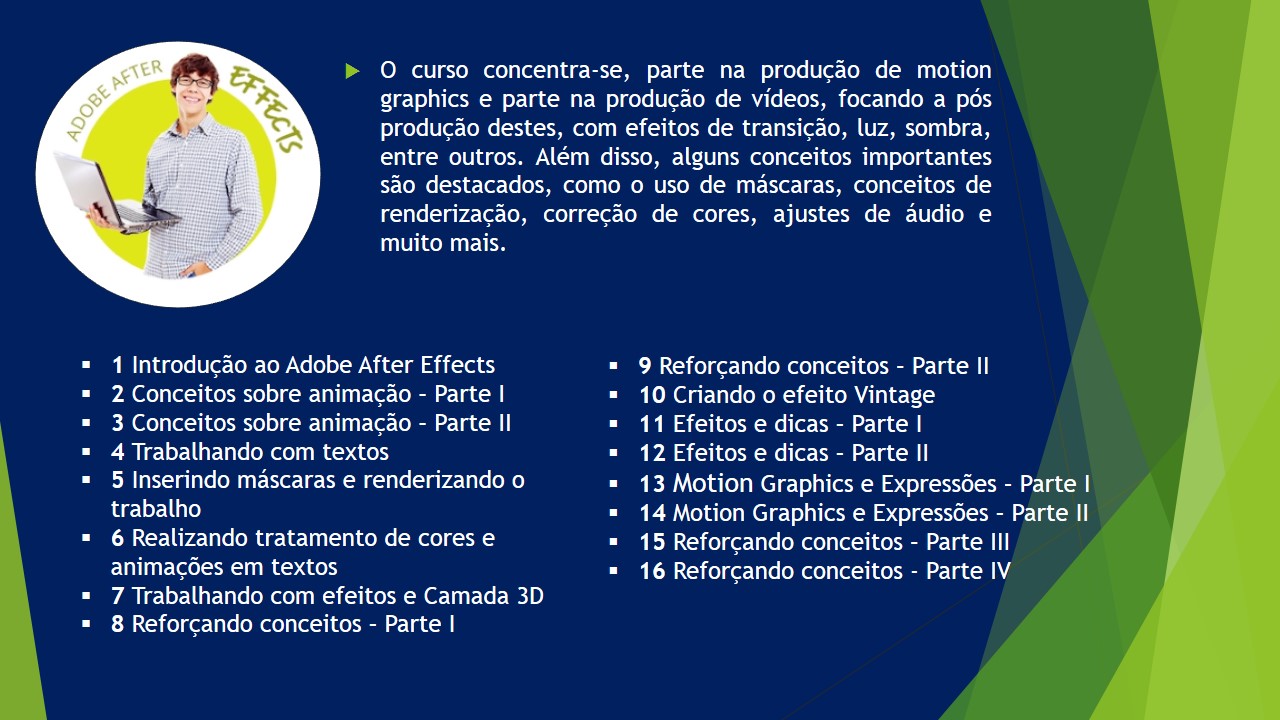 ADOBE AFTER
EFFECTS
O curso concentra-se, parte na produção de motion
graphics e parte na produção de vídeos, focando a pós
produção destes, com efeitos de transição, luz, sombra,
entre outros. Além disso, alguns conceitos importantes
são destacados, como o uso de máscaras, conceitos de
renderização, correção de cores, ajustes de áudio e
muito mais.
1 Introdução ao Adobe After Effects
2 Conceitos sobre animação – Parte I
3 Conceitos sobre animação – Parte II
4 Trabalhando com textos
5 Inserindo máscaras e renderizando o
trabalho
6 Realizando tratamento de cores e
animações em textos
7 Trabalhando com efeitos e Camada 3D
8 Reforçando conceitos – Parte I
9 Reforçando conceitos – Parte II
10 Criando o efeito Vintage
11 Efeitos e dicas – Parte I
12 Efeitos e dicas – Parte II
13 Motion Graphics e Expressões – Parte I
14 Motion Graphics e Expressões – Parte II
15 Reforçando conceitos – Parte III
16 Reforçando conceitos - Parte IV